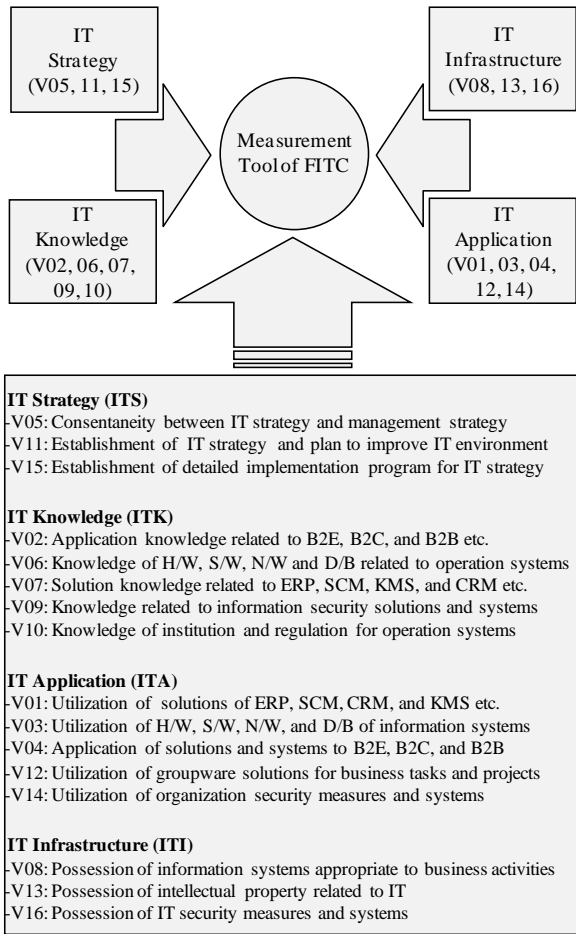 IT
Strategy
(V05, 11, 15)
IT
Infrastructure
(V08, 13, 16)
Measurement
Tool of FITC
IT
Knowledge
(V02, 06, 07,
09, 10)
IT
Application
(V01, 03, 04,
12, 14)
IT Strategy (ITS)
-V05: Consentaneity between IT strategy and management strategy
-V11: Establishment of IT strategy and plan to improve IT environment
-V15: Establishment of detailed implementation program for IT strategy
IT Knowledge (ITK)
-V02: Application knowledge related to B2E, B2C, and B2B etc.
-V06: Knowledge of H/W, S/W, N/W and D/B related to operation systems
-V07: Solution knowledge related to ERP, SCM, KMS, and CRM etc.
-V09: Knowledge related to information security solutions and systems
-V10: Knowledge of institution and regulation for operation systems
IT Application (ITA)
-V01: Utilization of solutions of ERP, SCM, CRM, and KMS etc.
-V03: Utilization of H/W, S/W, N/W, and D/B of information systems
-V04: Application of solutions and systems to B2E, B2C, and B2B
-V12: Utilization of groupware solutions for business tasks and projects
-V14: Utilization of organization security measures and systems
IT Infrastructure (ITI)
-V08: Possession of information systems appropriate to business activities
-V13: Possession of intellectual property related to IT
-V16: Possession of IT security measures and systems